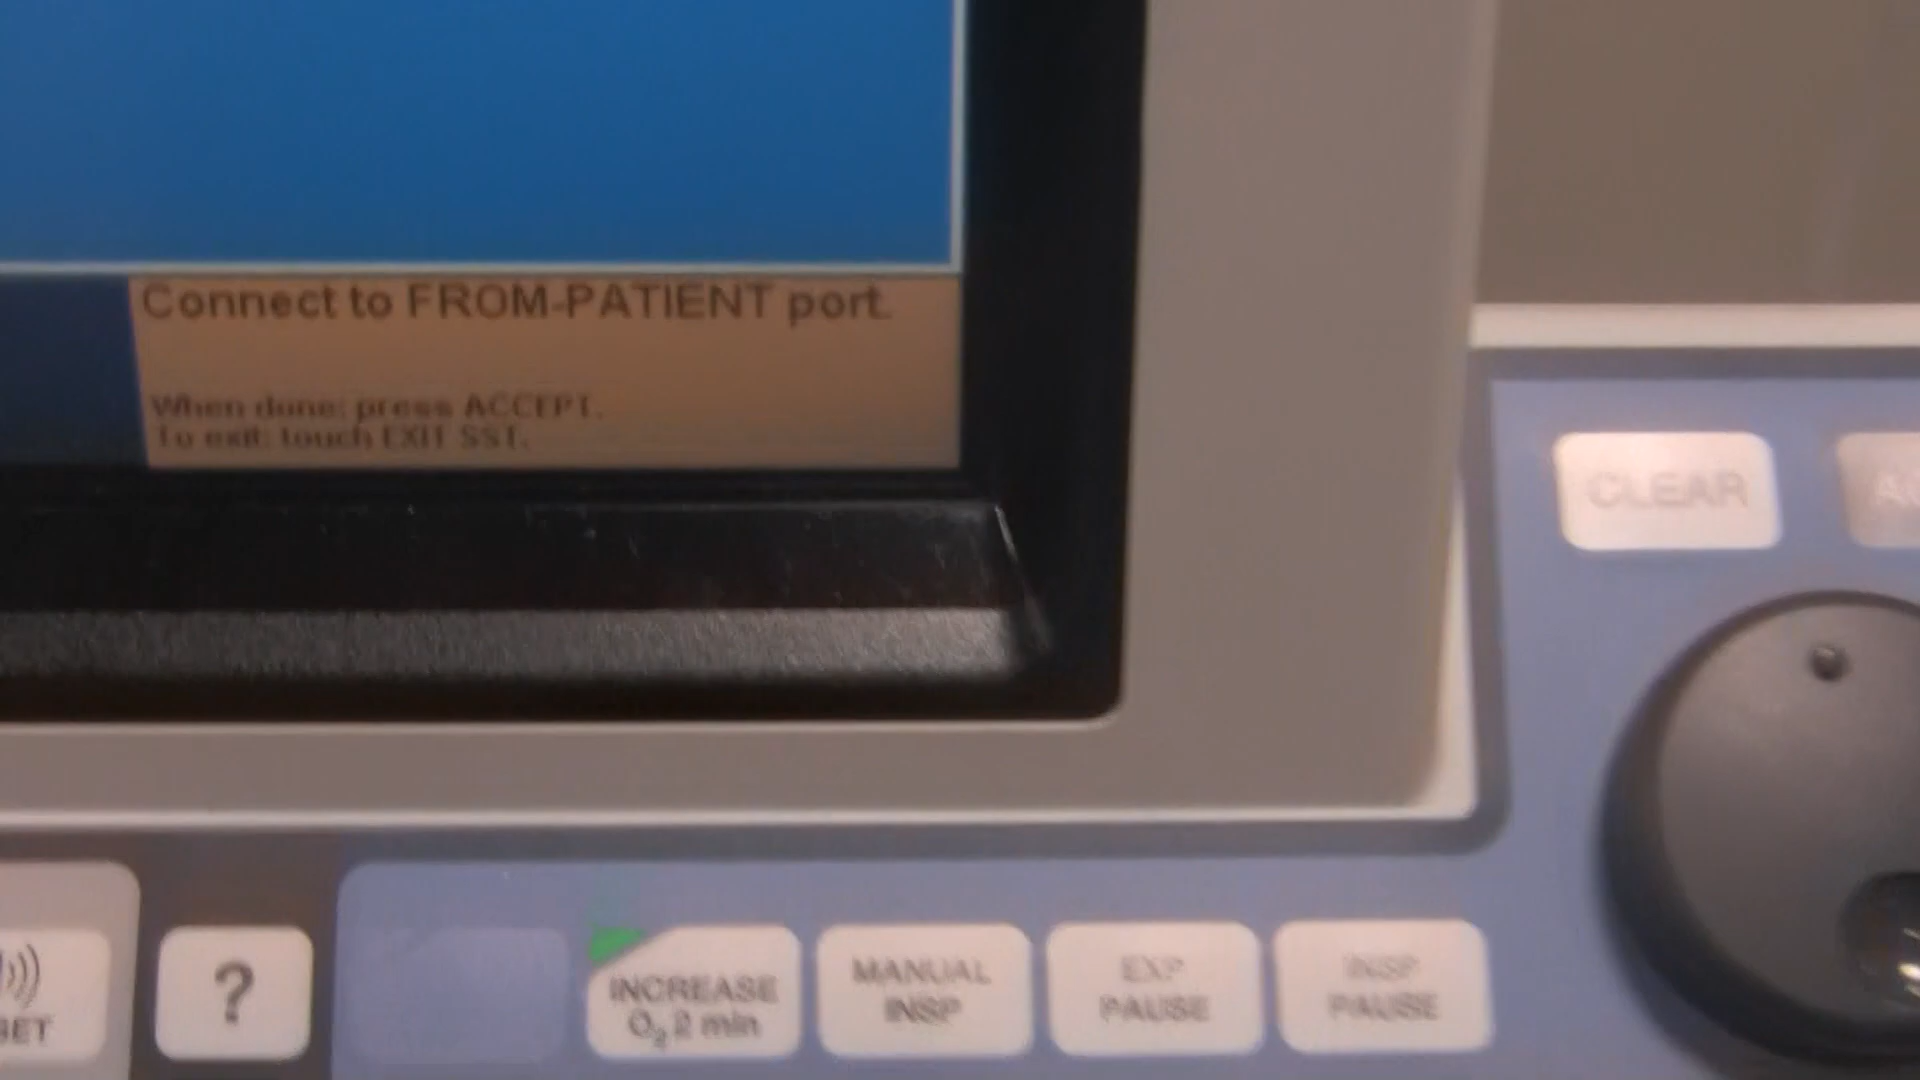 Connect to FROM-PATIENT port.
When done: press ACCEPT.
To exit: touch EXIT SST.
CLEAR
?
INCREASE
O₂ 2 min
MANUAL
INSP
EXP
PAUSE
INSP
PAUSE